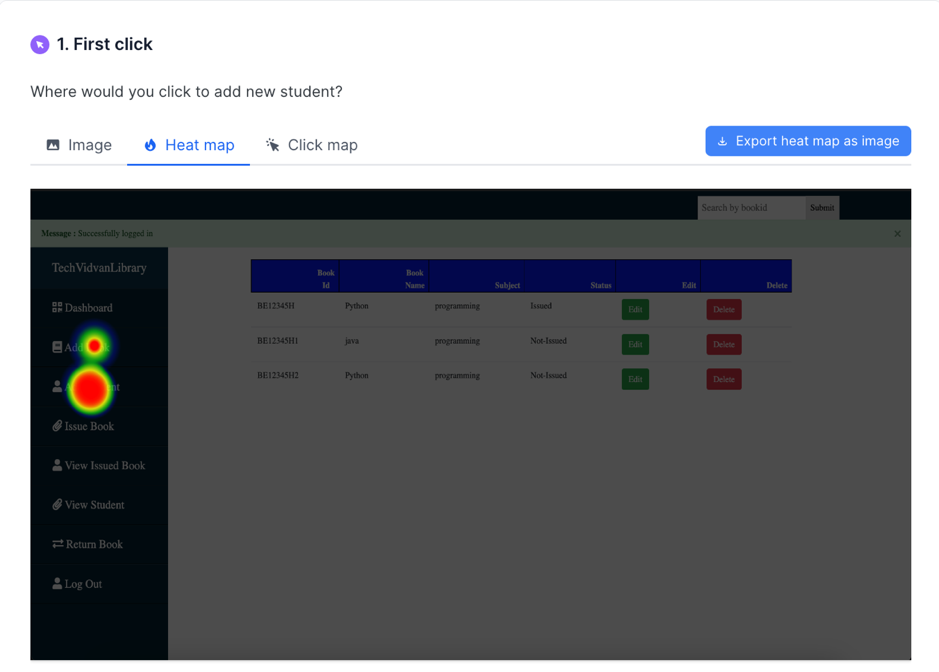 1. First click
Where would you click to add new student?
Image Heat map Click map
Export heat map as image
Search by bookid Submit
Message : Successfully logged in ×
TechVidvanLibrary
Dashboard
Add
Issue Book
View Issued Book
View Student
Return Book
Log Out
Book Id Book Name Subject Status Edit Delete
BE12345H Python programming Issued Edit Delete
BE12345H1 java programming Not-Issued Edit Delete
BE12345H2 Python programming Not-Issued Edit Delete